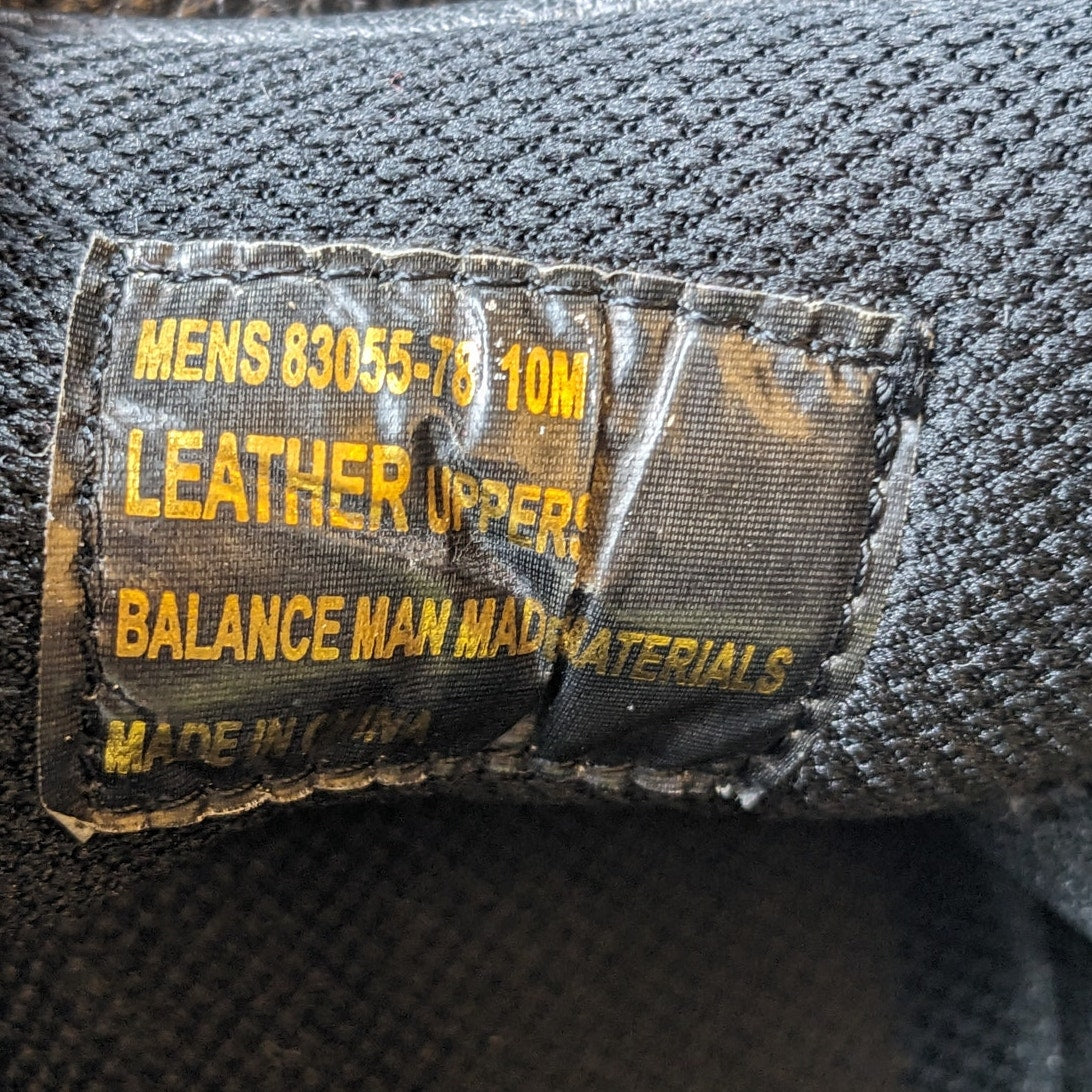 MENS 83055-78 10M
LEATHER UPPERS
BALANCE MAN MADE MATERIALS
MADE IN CHINA